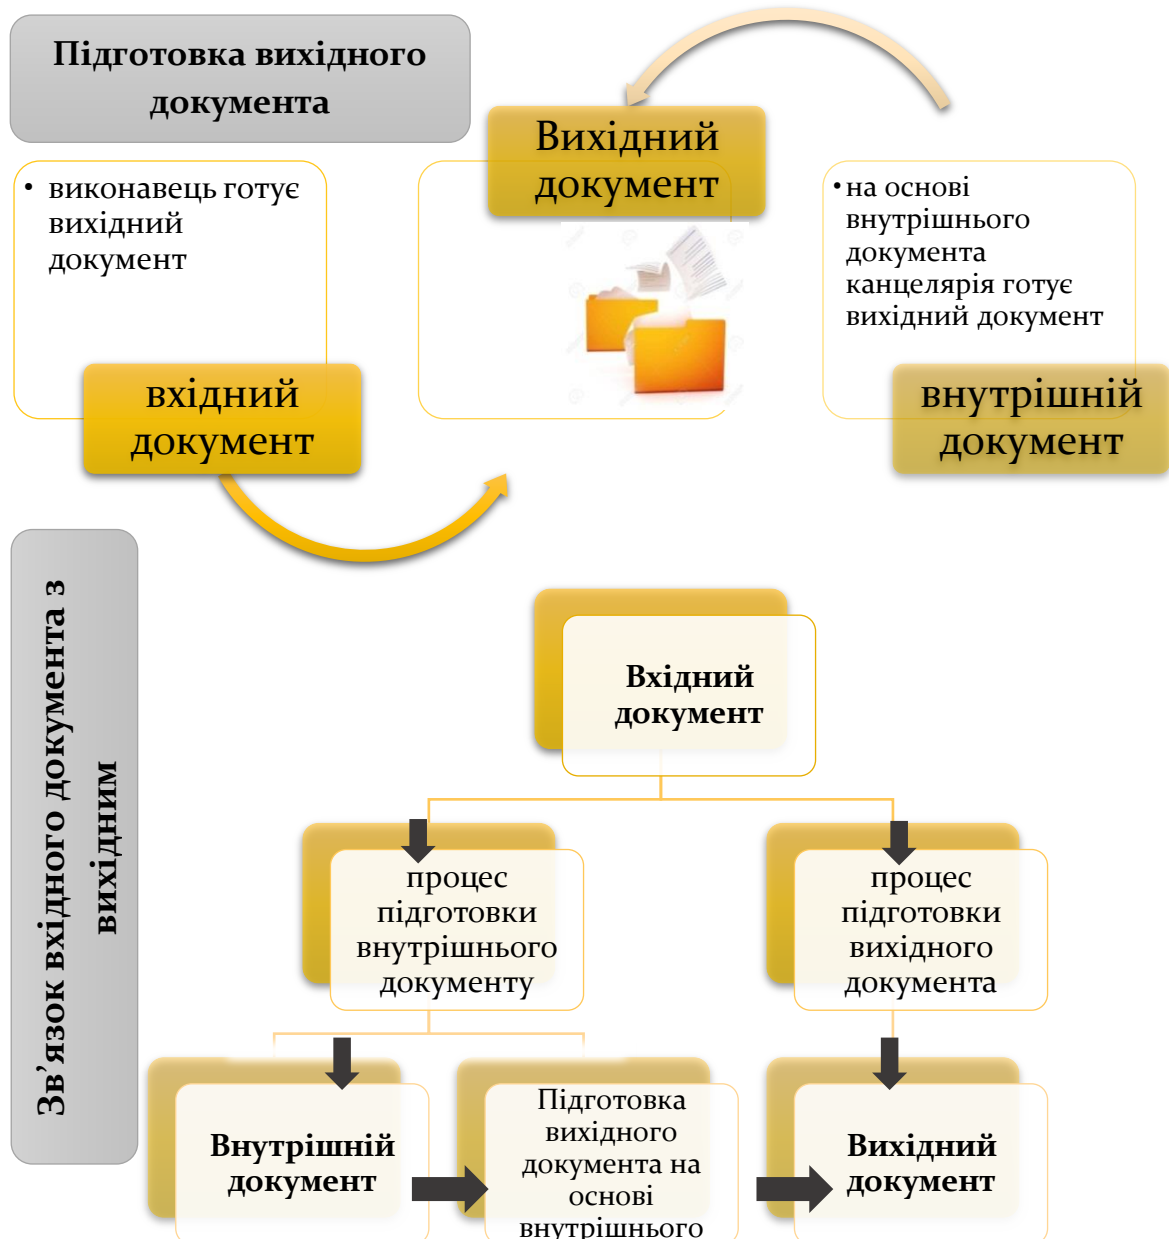 Підготовка вихідного
документа
Вихідний
документ
• виконавець готує
вихідний
документ
вхідний
документ
• на основі
внутрішнього
документа
канцелярія готує
вихідний документ
внутрішній
документ
Зв’язок вхідного документа з
вихідним
Вхідний
документ
процес
підготовки
внутрішнього
документу
процес
підготовки
вихідного
документа
Внутрішній
документ
Підготовка
вихідного
документа на
основі
внутрішнього
Вихідний
документ